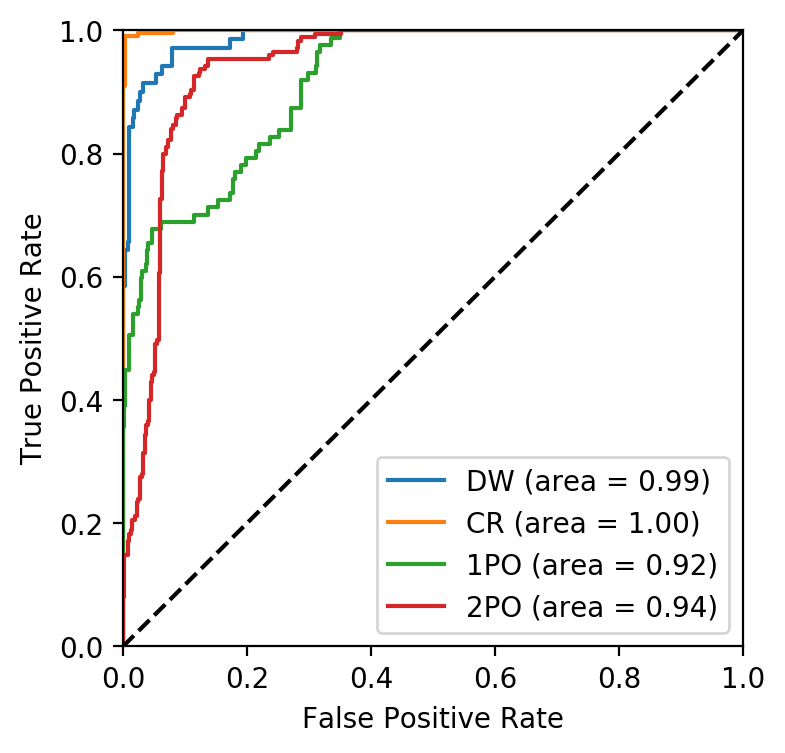 True Positive Rate
1.0
0.8
0.6
0.4
0.2
0.0
DW (area = 0.99)
CR (area = 1.00)
1PO (area = 0.92)
2PO (area = 0.94)
0.0 0.2 0.4 0.6 0.8 1.0
False Positive Rate